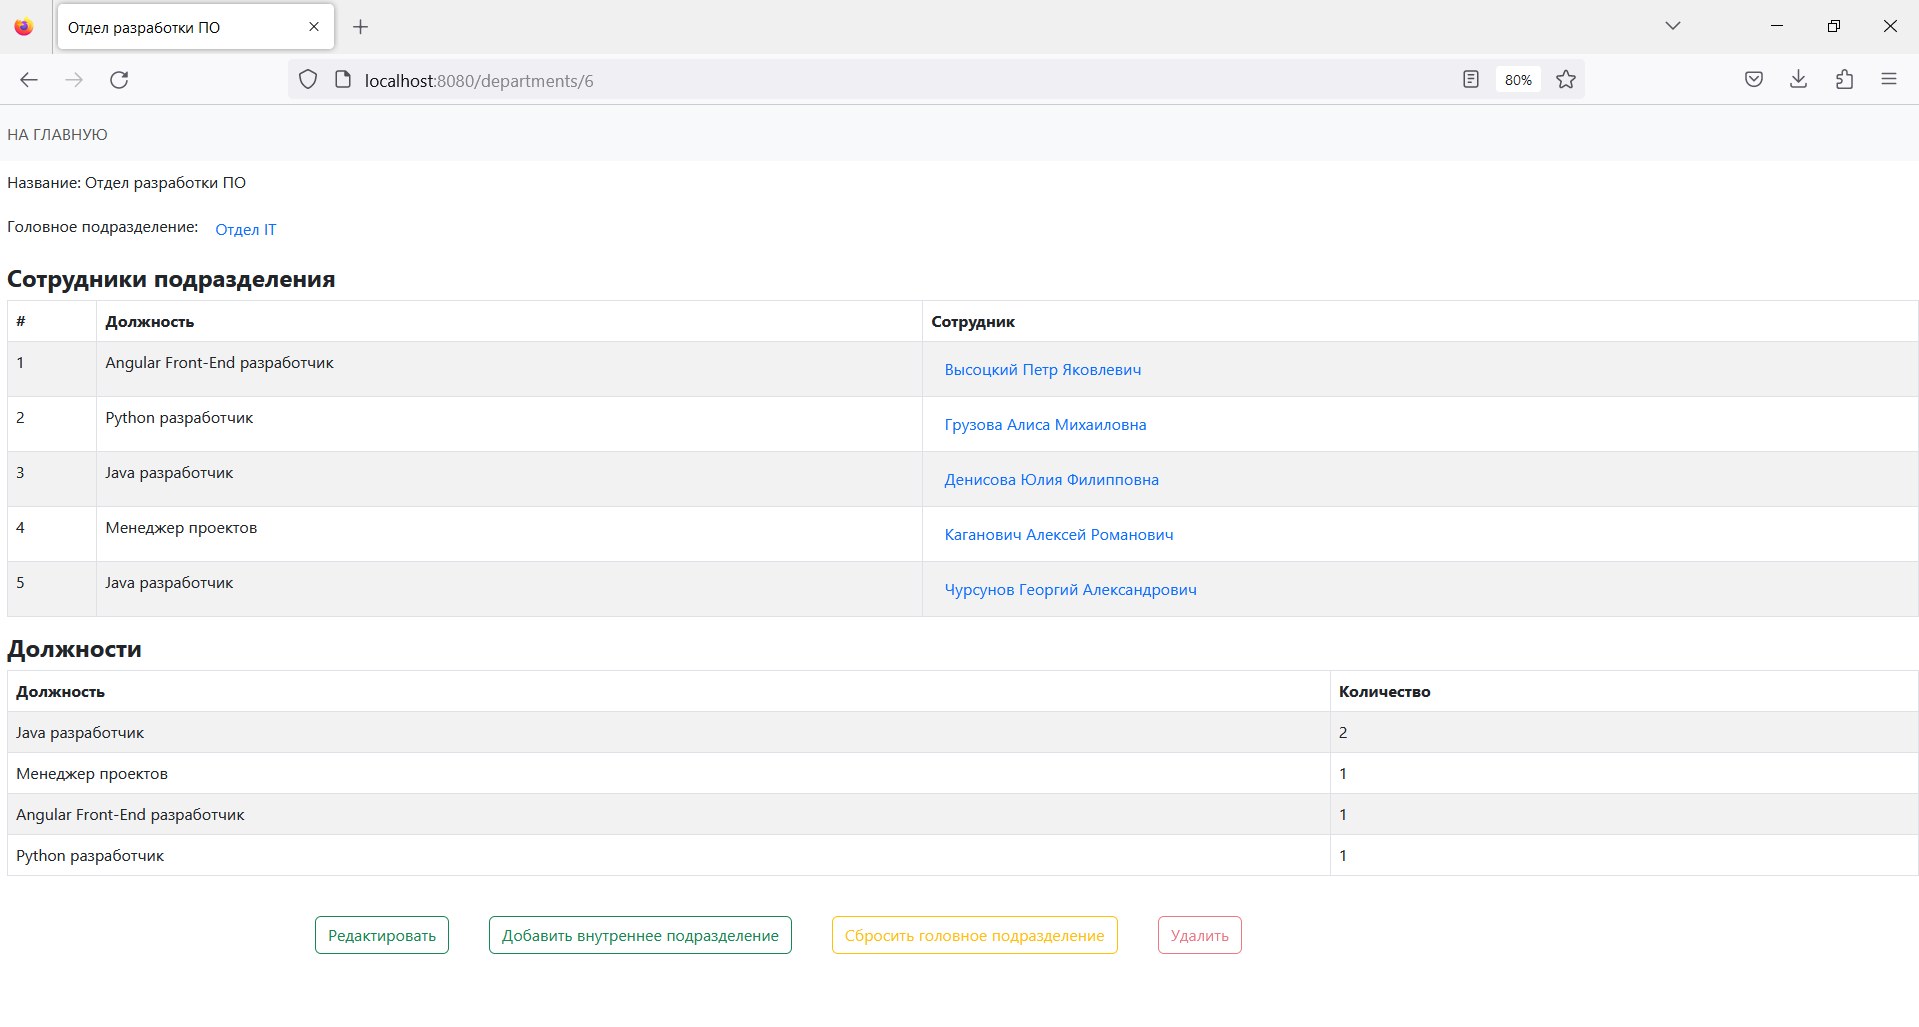 Отдел разработки ПО
localhost:8080/departments/6
80%
НА ГЛАВНУЮ
Название: Отдел разработки ПО
Головное подразделение: Отдел IT
Сотрудники подразделения
# Должность Сотрудник
1 Angular Front-End разработчик Высоцкий Петр Яковлевич
2 Python разработчик Грузова Алиса Михаиловна
3 Java разработчик Денисова Юлия Филипповна
4 Менеджер проектов Каганович Алексей Романович
5 Java разработчик Чурсунов Георгий Александрович
Должности
Должность Количество
Java разработчик 2
Менеджер проектов 1
Angular Front-End разработчик 1
Python разработчик 1
Редактировать Добавить внутреннее подразделение Сбросить головное подразделение Удалить